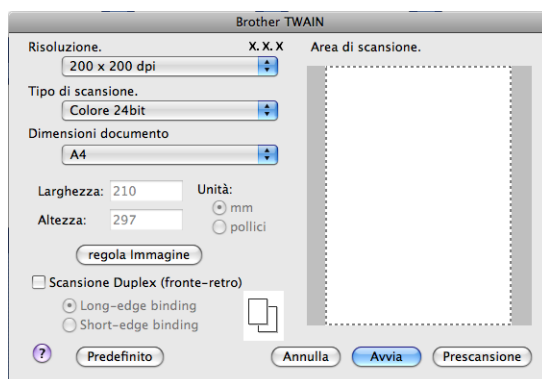 Brother TWAIN
Risoluzione. X. X. X
200 x 200 dpi
Tipo di scansione.
Colore 24bit
Dimensioni documento
A4
Larghezza: 210
Altezza: 297
Unità:
mm
pollici
regola Immagine
Scansione Duplex (fronte-retro)
Long-edge binding
Short-edge binding
Area di scansione.
? Predefinito Annulla Avvia Prescansione